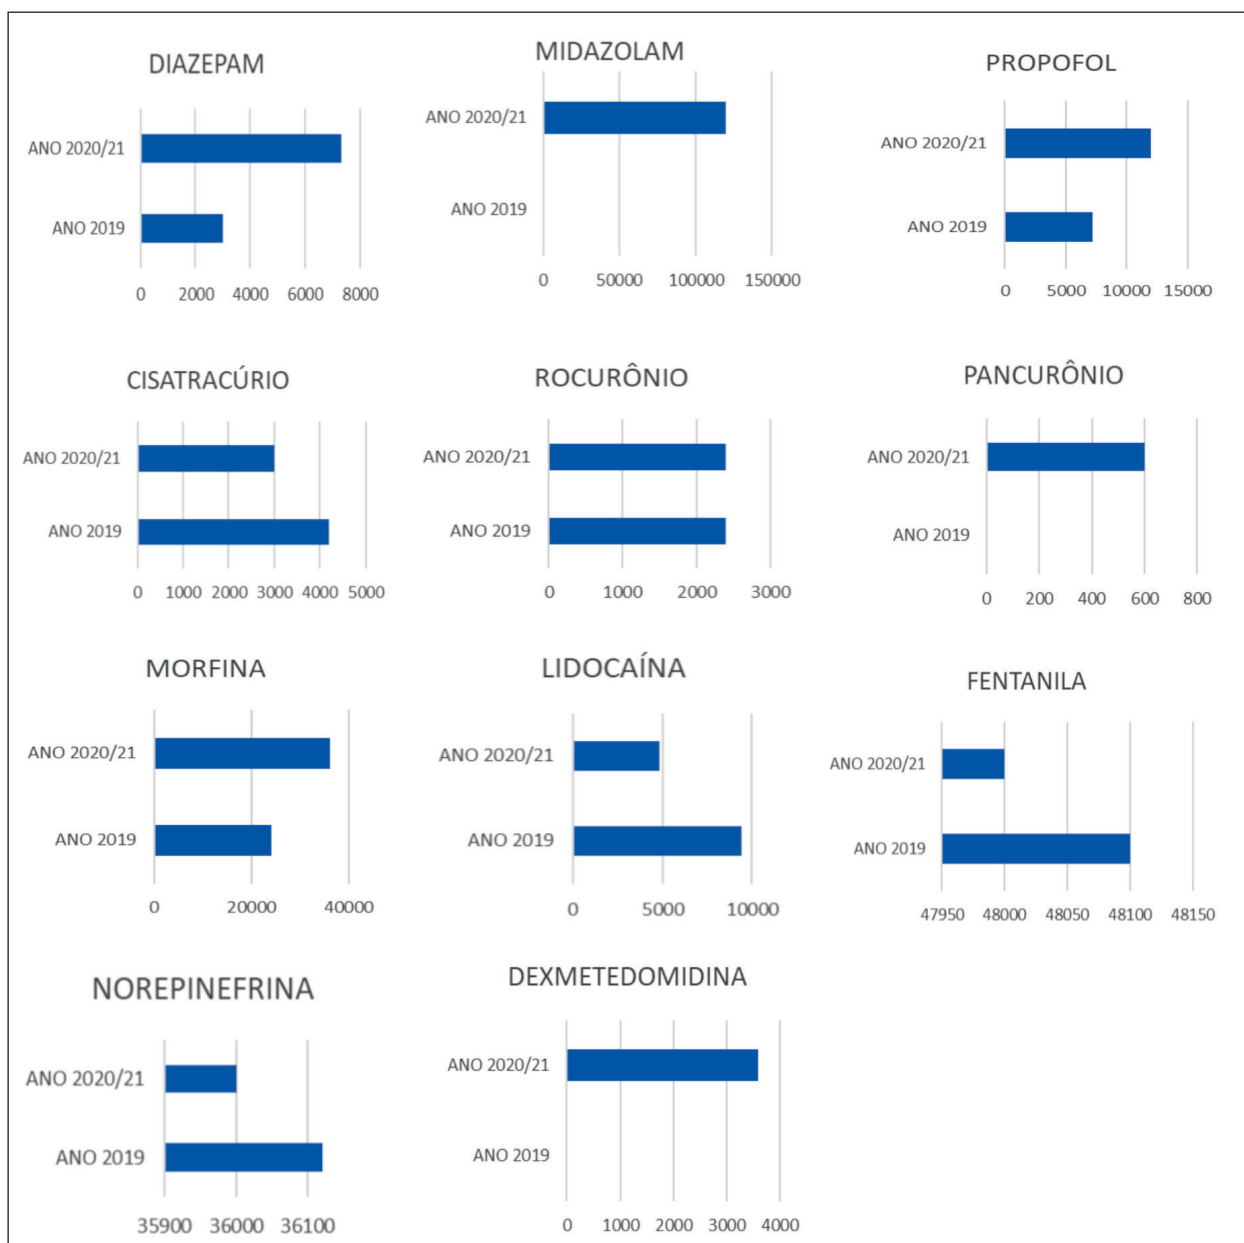 DIAZEPAM
ANO 2020/21
ANO 2019
0 2000 4000 6000 8000
MIDAZOLAM
ANO 2020/21
ANO 2019
0 50000 100000 150000
PROPOFOL
ANO 2020/21
ANO 2019
0 5000 10000 15000
CISATRACÚRIO
ANO 2020/21
ANO 2019
0 1000 2000 3000 4000 5000
ROCURÔNIO
ANO 2020/21
ANO 2019
0 1000 2000 3000
PANCURÔNIO
ANO 2020/21
ANO 2019
0 200 400 600 800
MORFINA
ANO 2020/21
ANO 2019
0 20000 40000
LIDOCAÍNA
ANO 2020/21
ANO 2019
0 5000 10000
FENTANILA
ANO 2020/21
ANO 2019
47950 48000 48050 48100 48150
NOREPINEFRINA
ANO 2020/21
ANO 2019
35900 36000 36100
DEXMETEDOMIDINA
ANO 2020/21
ANO 2019
0 1000 2000 3000 4000